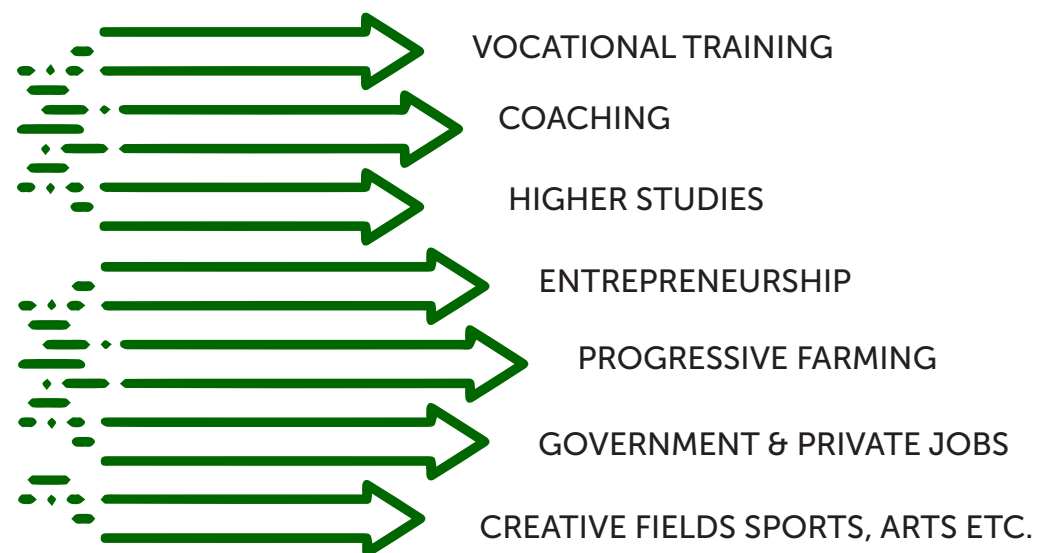 VOCATIONAL TRAINING
COACHING
HIGHER STUDIES
ENTREPRENEURSHIP
PROGRESSIVE FARMING
GOVERNMENT & PRIVATE JOBS
CREATIVE FIELDS SPORTS, ARTS ETC.